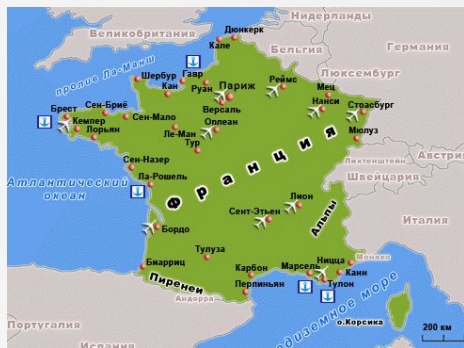 Нидерланды
Великобритания
Дюнкерк
Кале
Бельгия
Германия
пролив Ла-Манш
Люксембург
Шербур
Гавр
Руан
Кан
Париж
Реймс
Мец
Версаль
Нанси
Страсбург
Брест
Сен-Бриё
Кемпер
Сен-Мало
Лорьян
Ле-Ман
Орлеан
Тур
Мюлуз
Австрия
Лихтенштейн
Сен-Назер
Швейцария
Атлантический
океан
Ла-Рошель
Франция
Лион
Сент-Этьен
Альпы
Италия
Бордо
Тулуза
Ницца
Монако
Биарриц
Карбон
Марсель
Канн
Пиренеи
Тулон
Перпиньян
Андорра
о.Корсика
Португалия
Испания
200 км